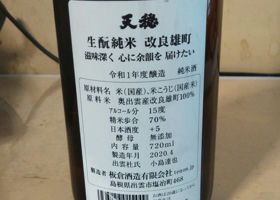 天穏
生酛純米 改良雄町
滋味深く 心に余韻を 届けたい
令和1年度醸造 純米酒
原材料名 米(国産)、米こうじ(国産米)
原料米 奥出雲産改良雄町100%
アルコール分 15度
精米歩合 70%
日本酒度 +5
酵母 無添加
内容量 720ml
製造年月 2020.4
出雲杜氏 小島達也
製造者 板倉酒造有限会社
島根県出雲市塩冶町468